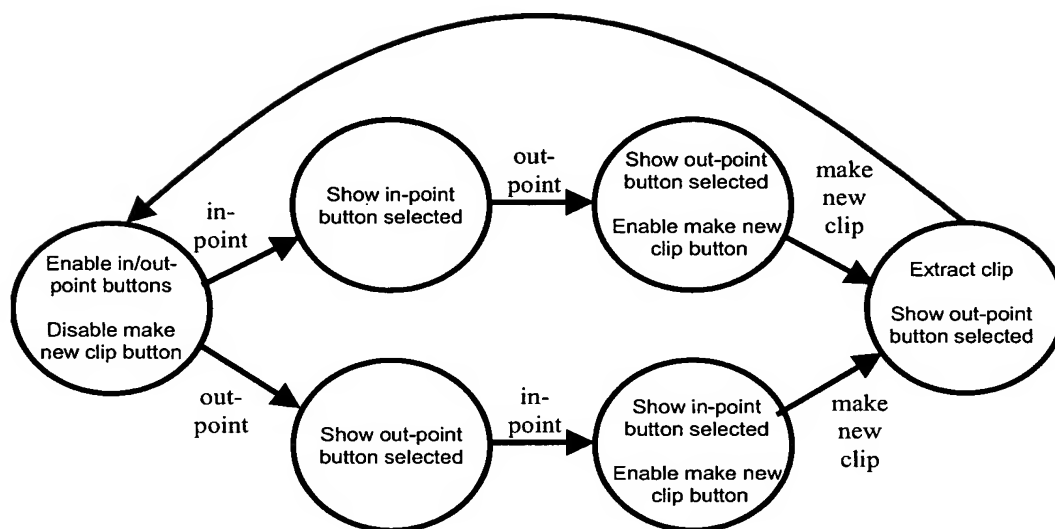 Enable in/out-
point buttons
Disable make
new clip button
in-
point
Show in-point
button selected
out-
point
Show out-point
button selected
Enable make new
clip button
make
new
clip
out-
point
Show out-point
button selected
in-
point
Show in-point
button selected
Enable make new
clip button
make
new
clip
Extract clip
Show out-point
button selected